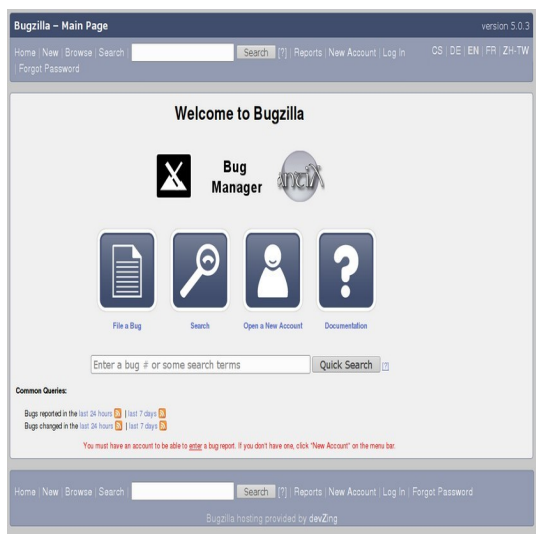 Bugzilla – Main Page
version 5.0.3
Home | New | Browse | Search | Search [?] | Reports | New Account | Log In
| Forgot Password
CS | DE | EN | FR | ZH-TW
Welcome to Bugzilla
Bug
Manager
antiX
File a Bug
Search
Open a New Account
Documentation
Enter a bug # or some search terms
Quick Search [?]
Common Queries:
Bugs reported in the last 24 hours | last 7 days
Bugs changed in the last 24 hours | last 7 days
You must have an account to be able to enter a bug report. If you don't have one, click "New Account" on the menu bar.
Home | New | Browse | Search | Search [?] | Reports | New Account | Log In | Forgot Password
Bugzilla hosting provided by devZing